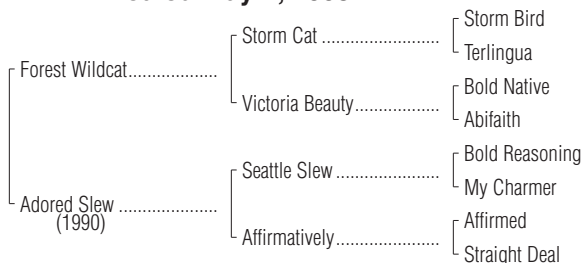 Storm Bird
Storm Cat
Terlingua
Forest Wildcat
Bold Native
Victoria Beauty
Abifaith
Bold Reasoning
Seattle Slew
My Charmer
Adored Slew
(1990)
Affirmed
Affirmatively
Straight Deal